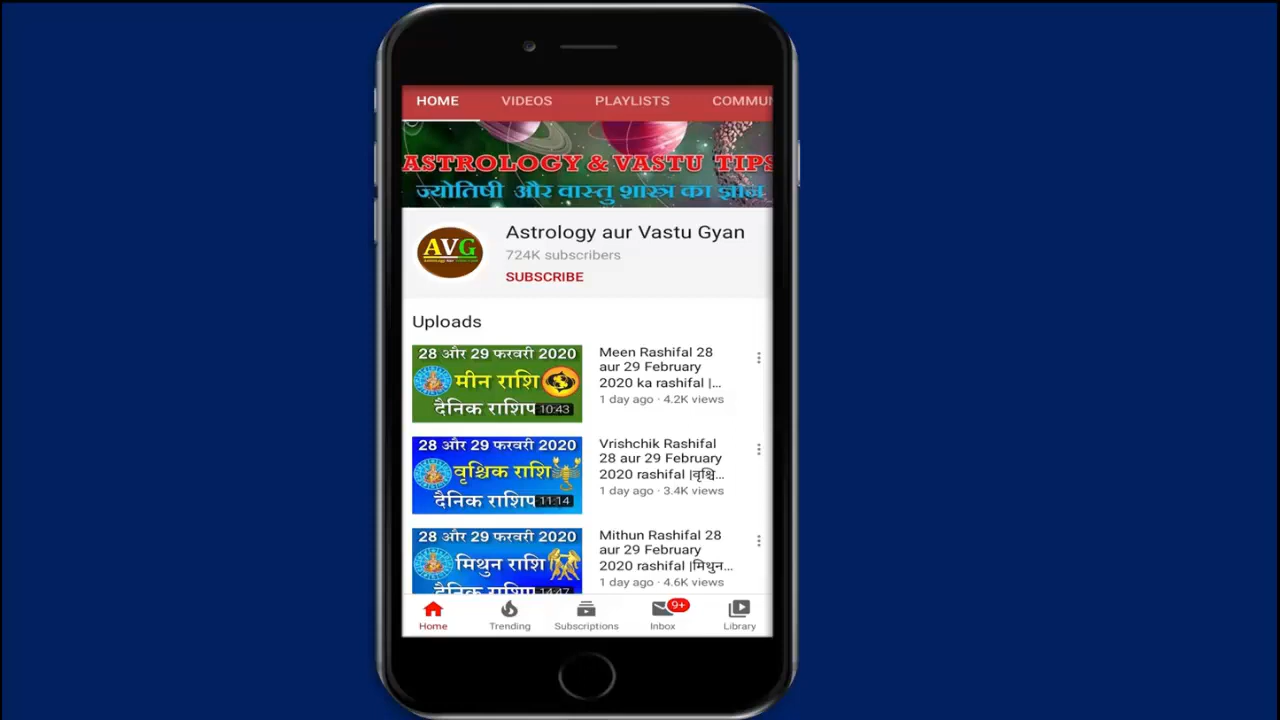 HOME VIDEOS PLAYLISTS COMMUN
ASTROLOGY & VASTU TIPS
ज्योतिषी और वास्तु शास्त्र का ज्ञान
AVG
Astrology aur Vastu Gyan
724K subscribers
SUBSCRIBE
Uploads
28 और 29 फरवरी 2020
मीन राशि
दैनिक राशिप
10:43
Meen Rashifal 28
aur 29 February
2020 ka rashifal |...
1 day ago · 4.2K views
28 और 29 फरवरी 2020
वृश्चिक राशि
दैनिक राशिप
11:14
Vrishchik Rashifal
28 aur 29 February
2020 rashifal |वृश्चि...
1 day ago · 3.4K views
28 और 29 फरवरी 2020
मिथुन राशि
दैनिक राशिप
14:47
Mithun Rashifal 28
aur 29 February
2020 rashifal |मिथुन...
1 day ago · 4.6K views
9+
Home Trending Subscriptions Inbox Library